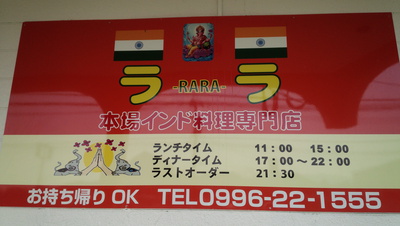 ララ
-RARA-
本場インド料理専門店
ランチタイム 11：00 15：00
ディナータイム 17：00～22：00
ラストオーダー 21：30
お持ち帰り OK TEL0996-22-1555